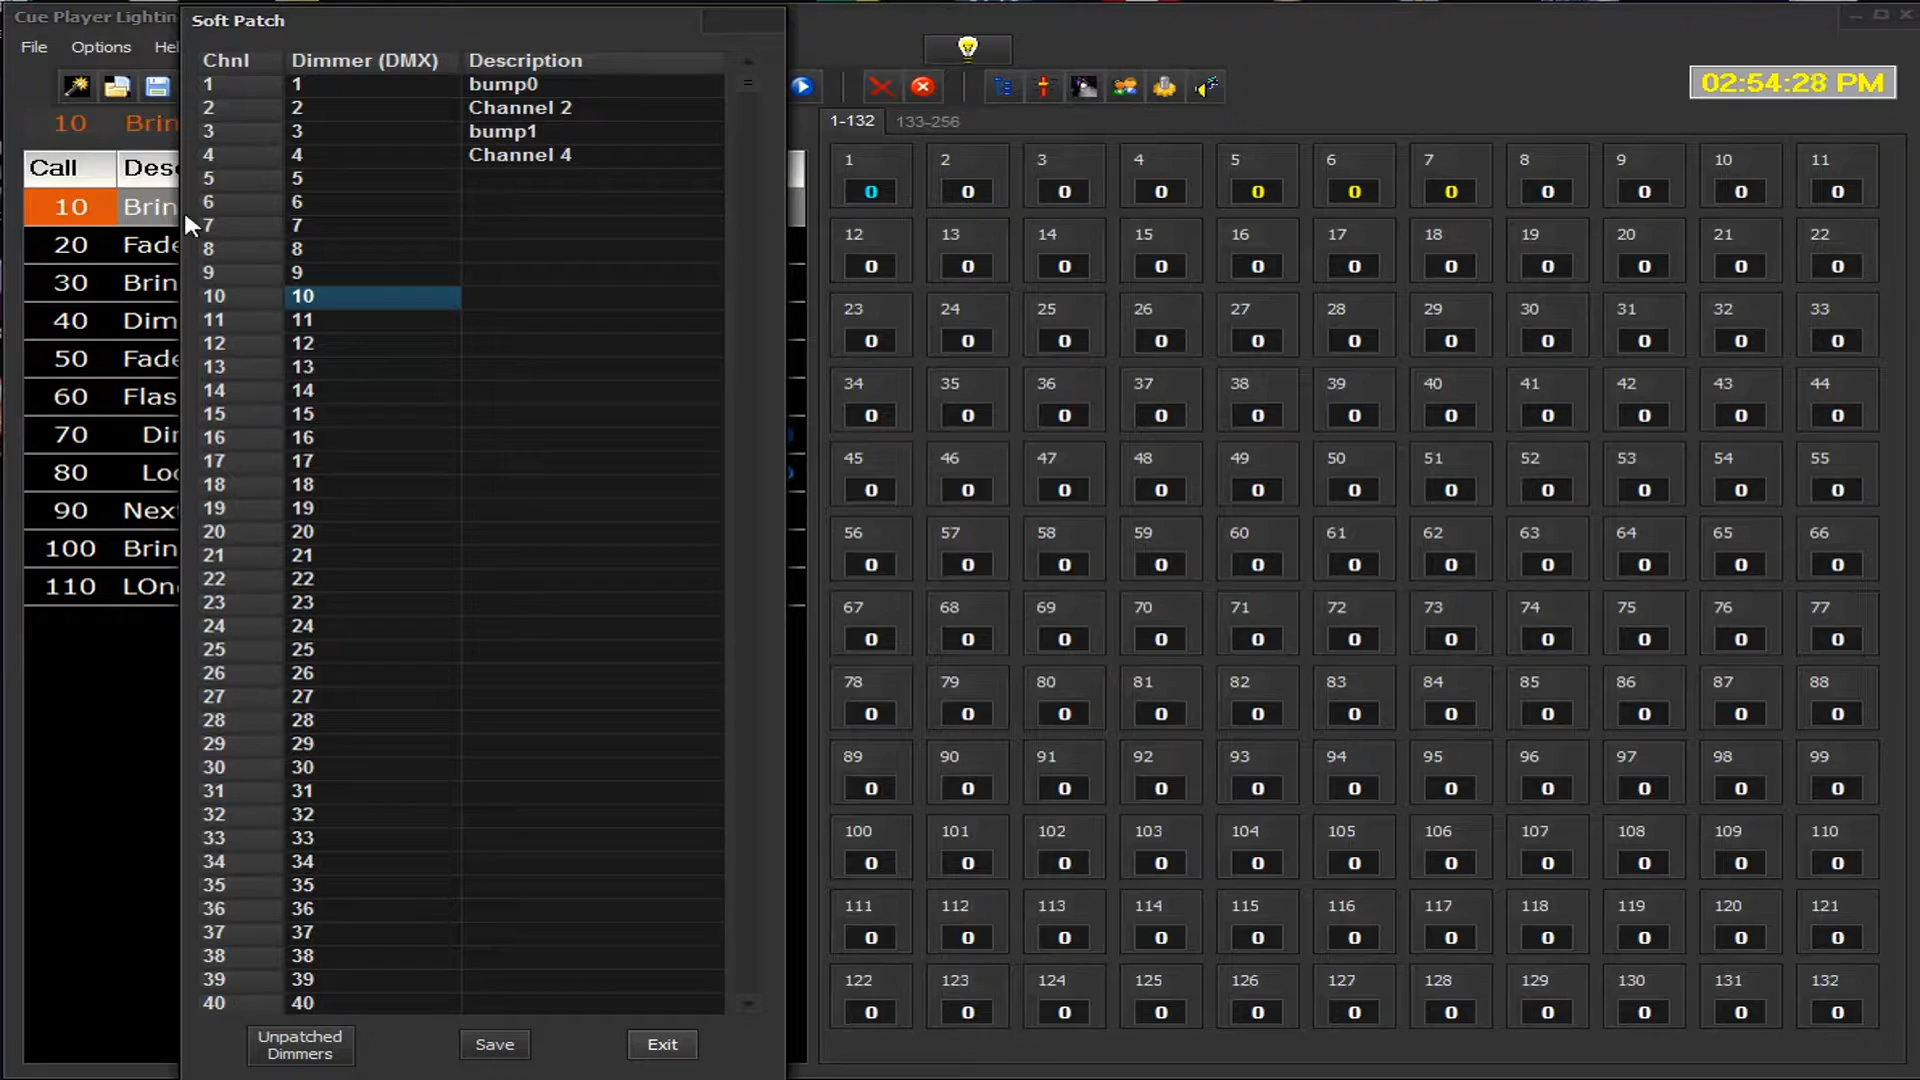 Cue Player Lightin
File Options He
10 Brin
Call Des
10 Brin
20 Fade
30 Brin
40 Dim
50 Fade
60 Flas
70 Di
80 Lo
90 Nex
100 Brin
110 LOn
Soft Patch
Chnl Dimmer (DMX) Description
1 1 bump0
2 2 Channel 2
3 3 bump1
4 4 Channel 4
5 5
6 6
7 7
8 8
9 9
10 10
11 11
12 12
13 13
14 14
15 15
16 16
17 17
18 18
19 19
20 20
21 21
22 22
23 23
24 24
25 25
26 26
27 27
28 28
29 29
30 30
31 31
32 32
33 33
34 34
35 35
36 36
37 37
38 38
39 39
40 40
Unpatched
Dimmers
Save
Exit
02:54:28 PM
1-132 133-256
1 2 3 4 5 6 7 8 9 10 11
0 0 0 0 0 0 0 0 0 0 0
12 13 14 15 16 17 18 19 20 21 22
0 0 0 0 0 0 0 0 0 0 0
23 24 25 26 27 28 29 30 31 32 33
0 0 0 0 0 0 0 0 0 0 0
34 35 36 37 38 39 40 41 42 43 44
0 0 0 0 0 0 0 0 0 0 0
45 46 47 48 49 50 51 52 53 54 55
0 0 0 0 0 0 0 0 0 0 0
56 57 58 59 60 61 62 63 64 65 66
0 0 0 0 0 0 0 0 0 0 0
67 68 69 70 71 72 73 74 75 76 77
0 0 0 0 0 0 0 0 0 0 0
78 79 80 81 82 83 84 85 86 87 88
0 0 0 0 0 0 0 0 0 0 0
89 90 91 92 93 94 95 96 97 98 99
0 0 0 0 0 0 0 0 0 0 0
100 101 102 103 104 105 106 107 108 109 110
0 0 0 0 0 0 0 0 0 0 0
111 112 113 114 115 116 117 118 119 120 121
0 0 0 0 0 0 0 0 0 0 0
122 123 124 125 126 127 128 129 130 131 132
0 0 0 0 0 0 0 0 0 0 0